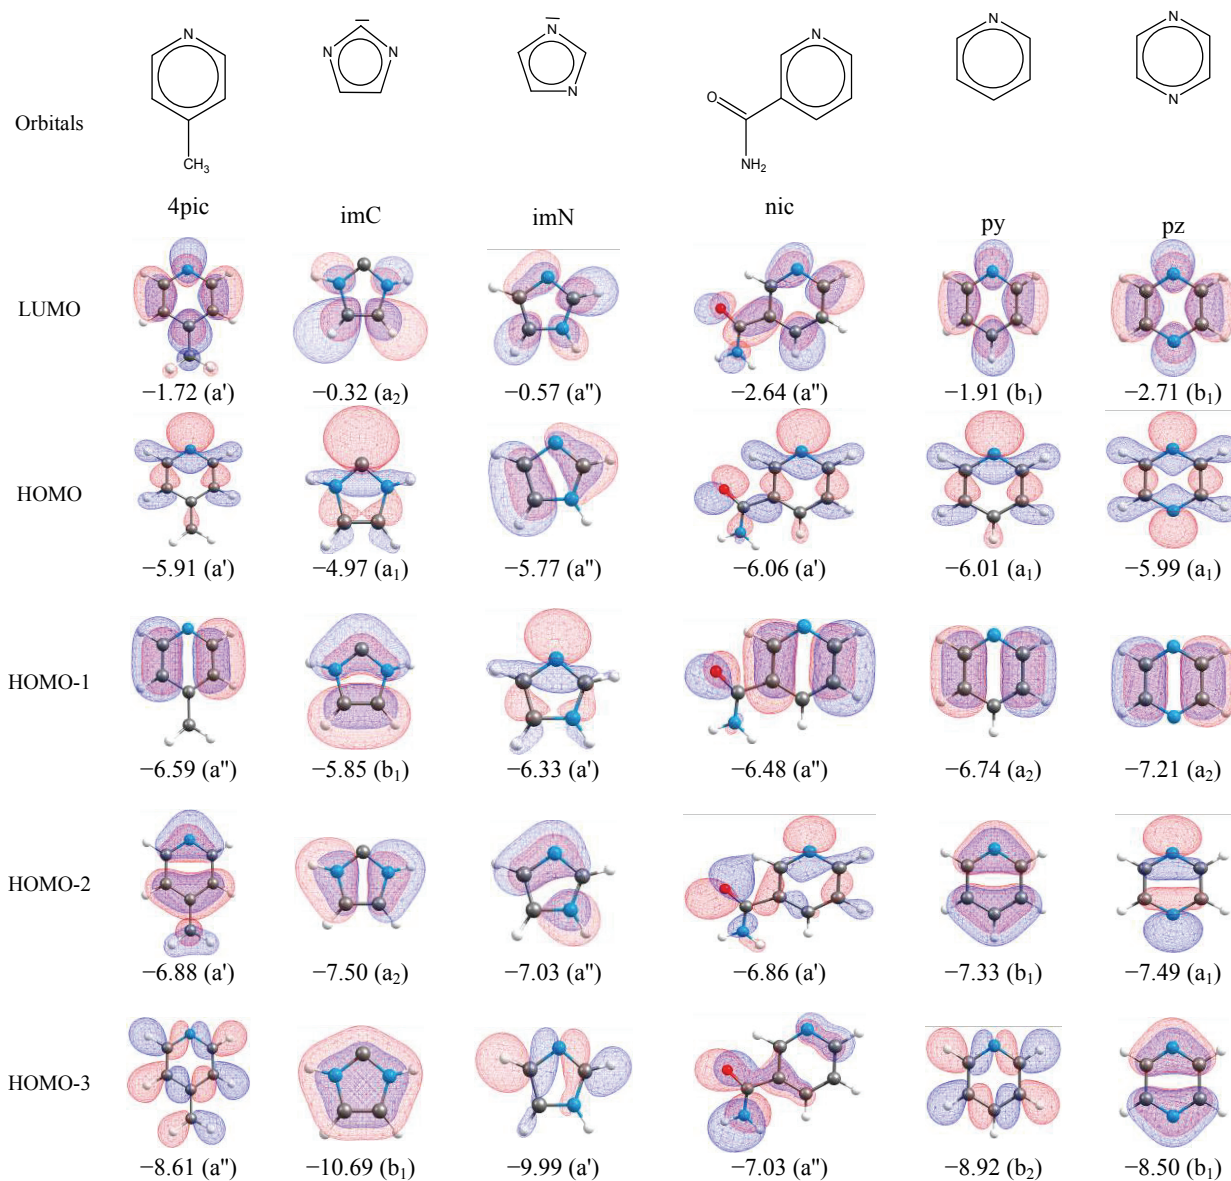 N N N N N N N N N
O
NH2
CH3
Orbitals
4pic imC imN nic py pz
LUMO
−1.72 (a') −0.32 (a₂) −0.57 (a'') −2.64 (a'') −1.91 (b₁) −2.71 (b₁)
HOMO
−5.91 (a') −4.97 (a₁) −5.77 (a'') −6.06 (a') −6.01 (a₁) −5.99 (a₁)
HOMO-1
−6.59 (a'') −5.85 (b₁) −6.33 (a') −6.48 (a'') −6.74 (a₂) −7.21 (a₂)
HOMO-2
−6.88 (a') −7.50 (a₂) −7.03 (a'') −6.86 (a') −7.33 (b₁) −7.49 (a₁)
HOMO-3
−8.61 (a'') −10.69 (b₁) −9.99 (a') −7.03 (a'') −8.92 (b₂) −8.50 (b₁)